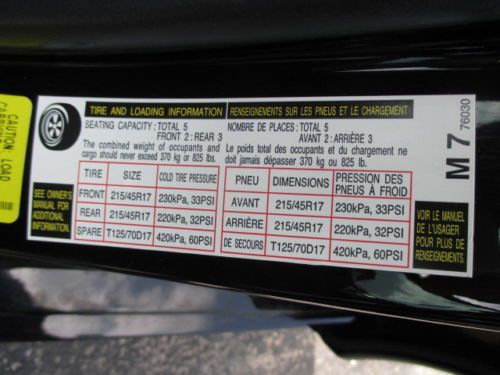 TIRE AND LOADING INFORMATION
SEATING CAPACITY: TOTAL 5
FRONT 2 : REAR 3
The combined weight of occupants and
cargo should never exceed 370 kg or 825 lbs.
TIRE SIZE COLD TIRE PRESSURE
FRONT 215/45R17 230kPa, 33PSI
REAR 215/45R17 220kPa, 32PSI
SPARE T125/70D17 420kPa, 60PSI
SEE OWNER'S
MANUAL FOR
ADDITIONAL
INFORMATION
RENSEIGNEMENTS SUR LES PNEUS ET LE CHARGEMENT
NOMBRE DE PLACES: TOTAL 5
AVANT 2 : ARRIÈRE 3
Le poids total des occupants et du chargement ne
doit jamais dépasser 370 kg ou 825 lb.
PNEU DIMENSIONS PRESSION DES
PNEUS À FROID
AVANT 215/45R17 230kPa, 33PSI
ARRIÈRE 215/45R17 220kPa, 32PSI
DE SECOURS T125/70D17 420kPa, 60PSI
VOIR LE MANUEL
DE L'USAGER
POUR PLUS DE
RENSEIGNEMENTS
M 7
76030
CAUTION: LOAD